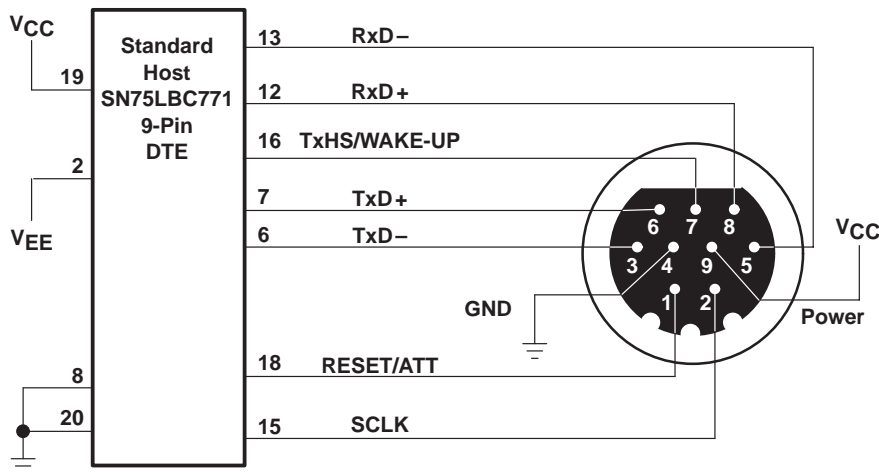 VCC
19
2
VEE
8
20
Standard
Host
SN75LBC771
9-Pin
DTE
13 RxD–
12 RxD+
16 TxHS/WAKE-UP
7 TxD+
6 TxD–
18 RESET/ATT
15 SCLK
GND
6 7 8
3 4 9 5
1 2
VCC
Power